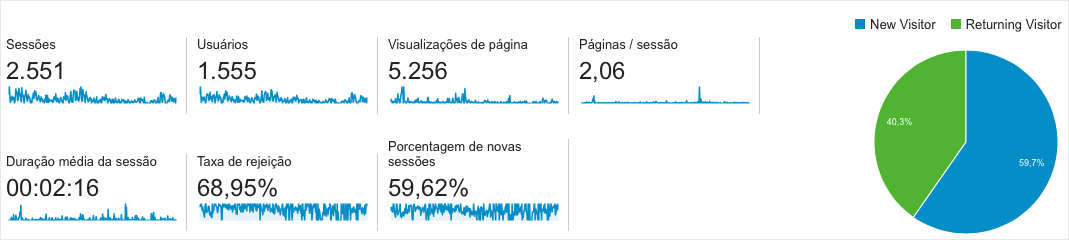 New Visitor
Returning Visitor
Sessões
2.551
Usuários
1.555
Visualizações de página
5.256
Páginas / sessão
2,06
Duração média da sessão
00:02:16
Taxa de rejeição
68,95%
Porcentagem de novas
sessões
59,62%
40,3%
59,7%